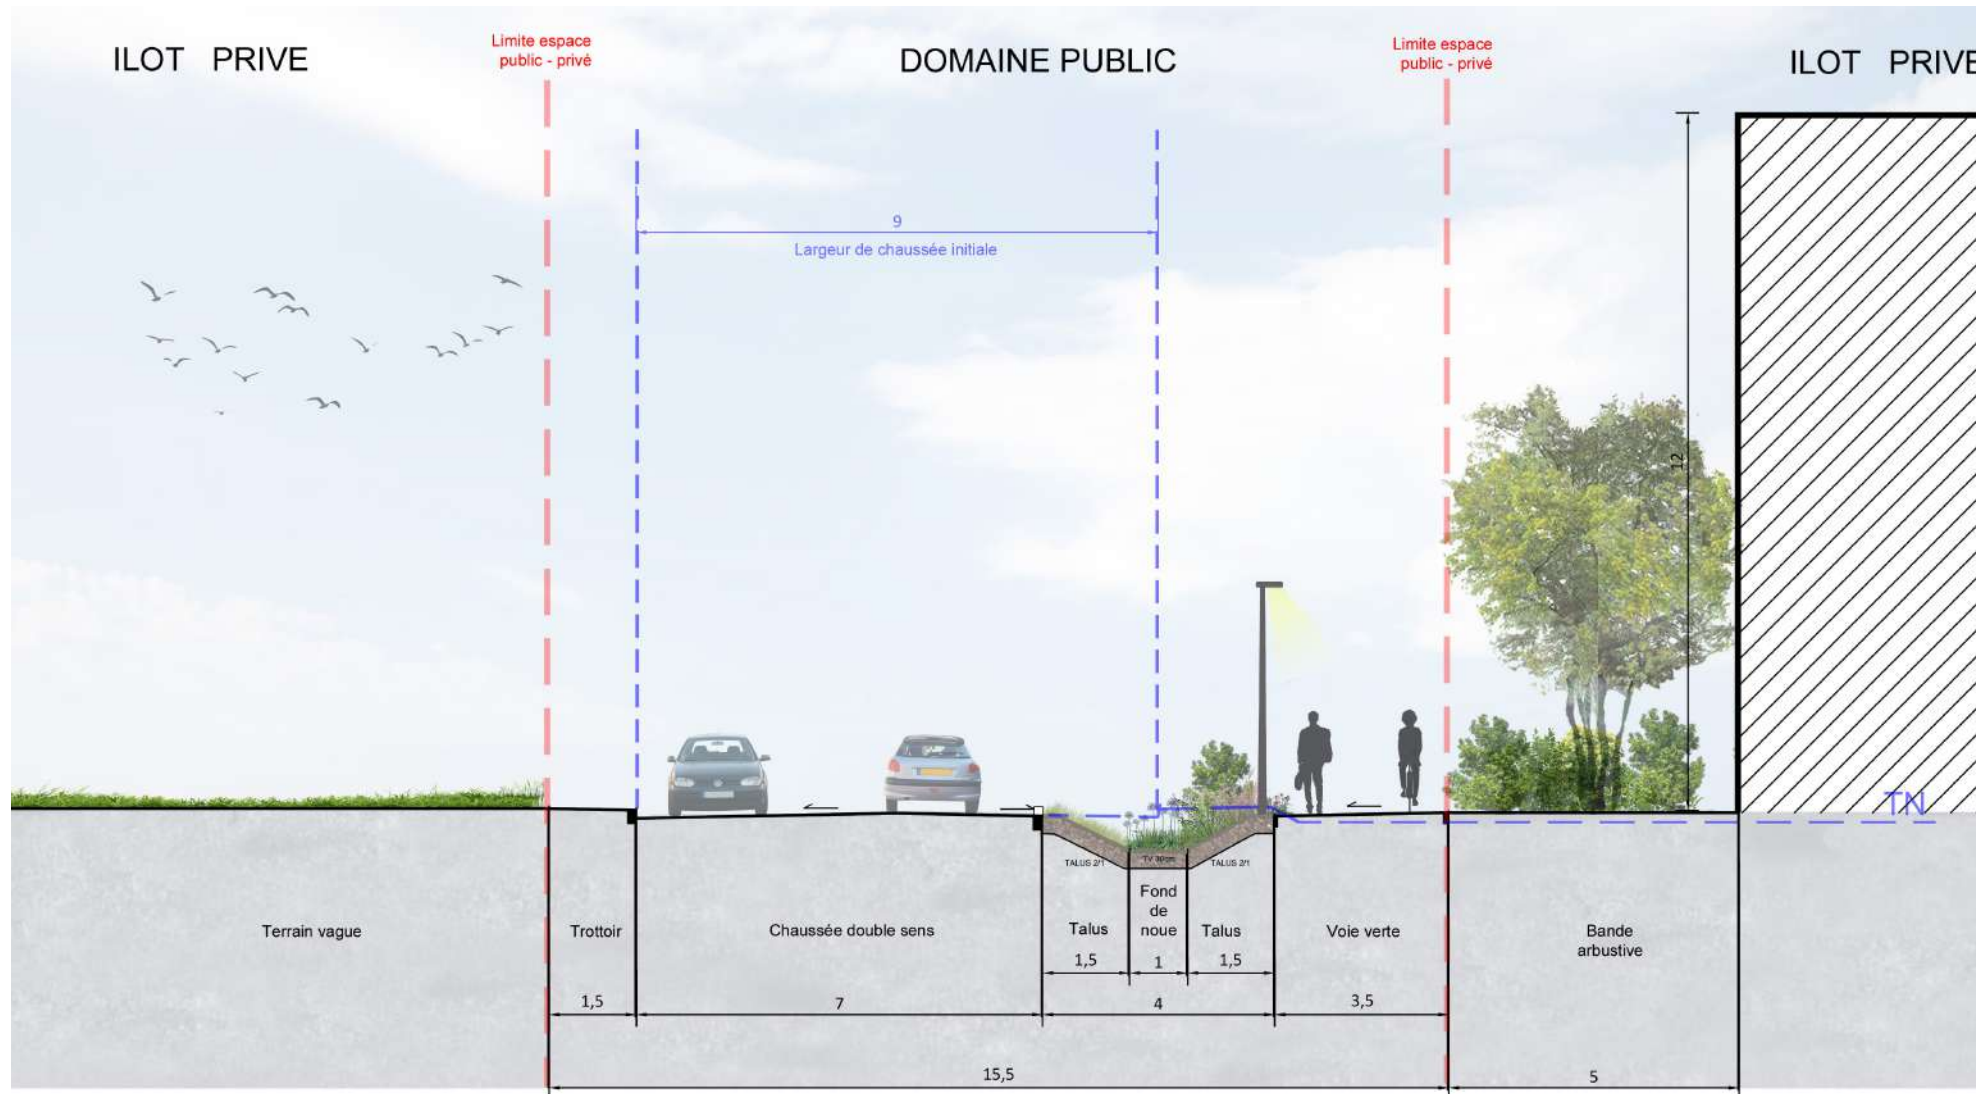 ILOT PRIVE
Limite espace
public - privé
DOMAINE PUBLIC
Limite espace
public - privé
ILOT PRIVE
9
Largeur de chaussée initiale
12
TN
TALUS 2/1
TV 30cm
TALUS 2/1
Terrain vague
Trottoir
Chaussée double sens
Talus
Fond
de
noue
Talus
Voie verte
Bande
arbustive
1,5
1
1,5
1,5
7
4
3,5
15,5
5